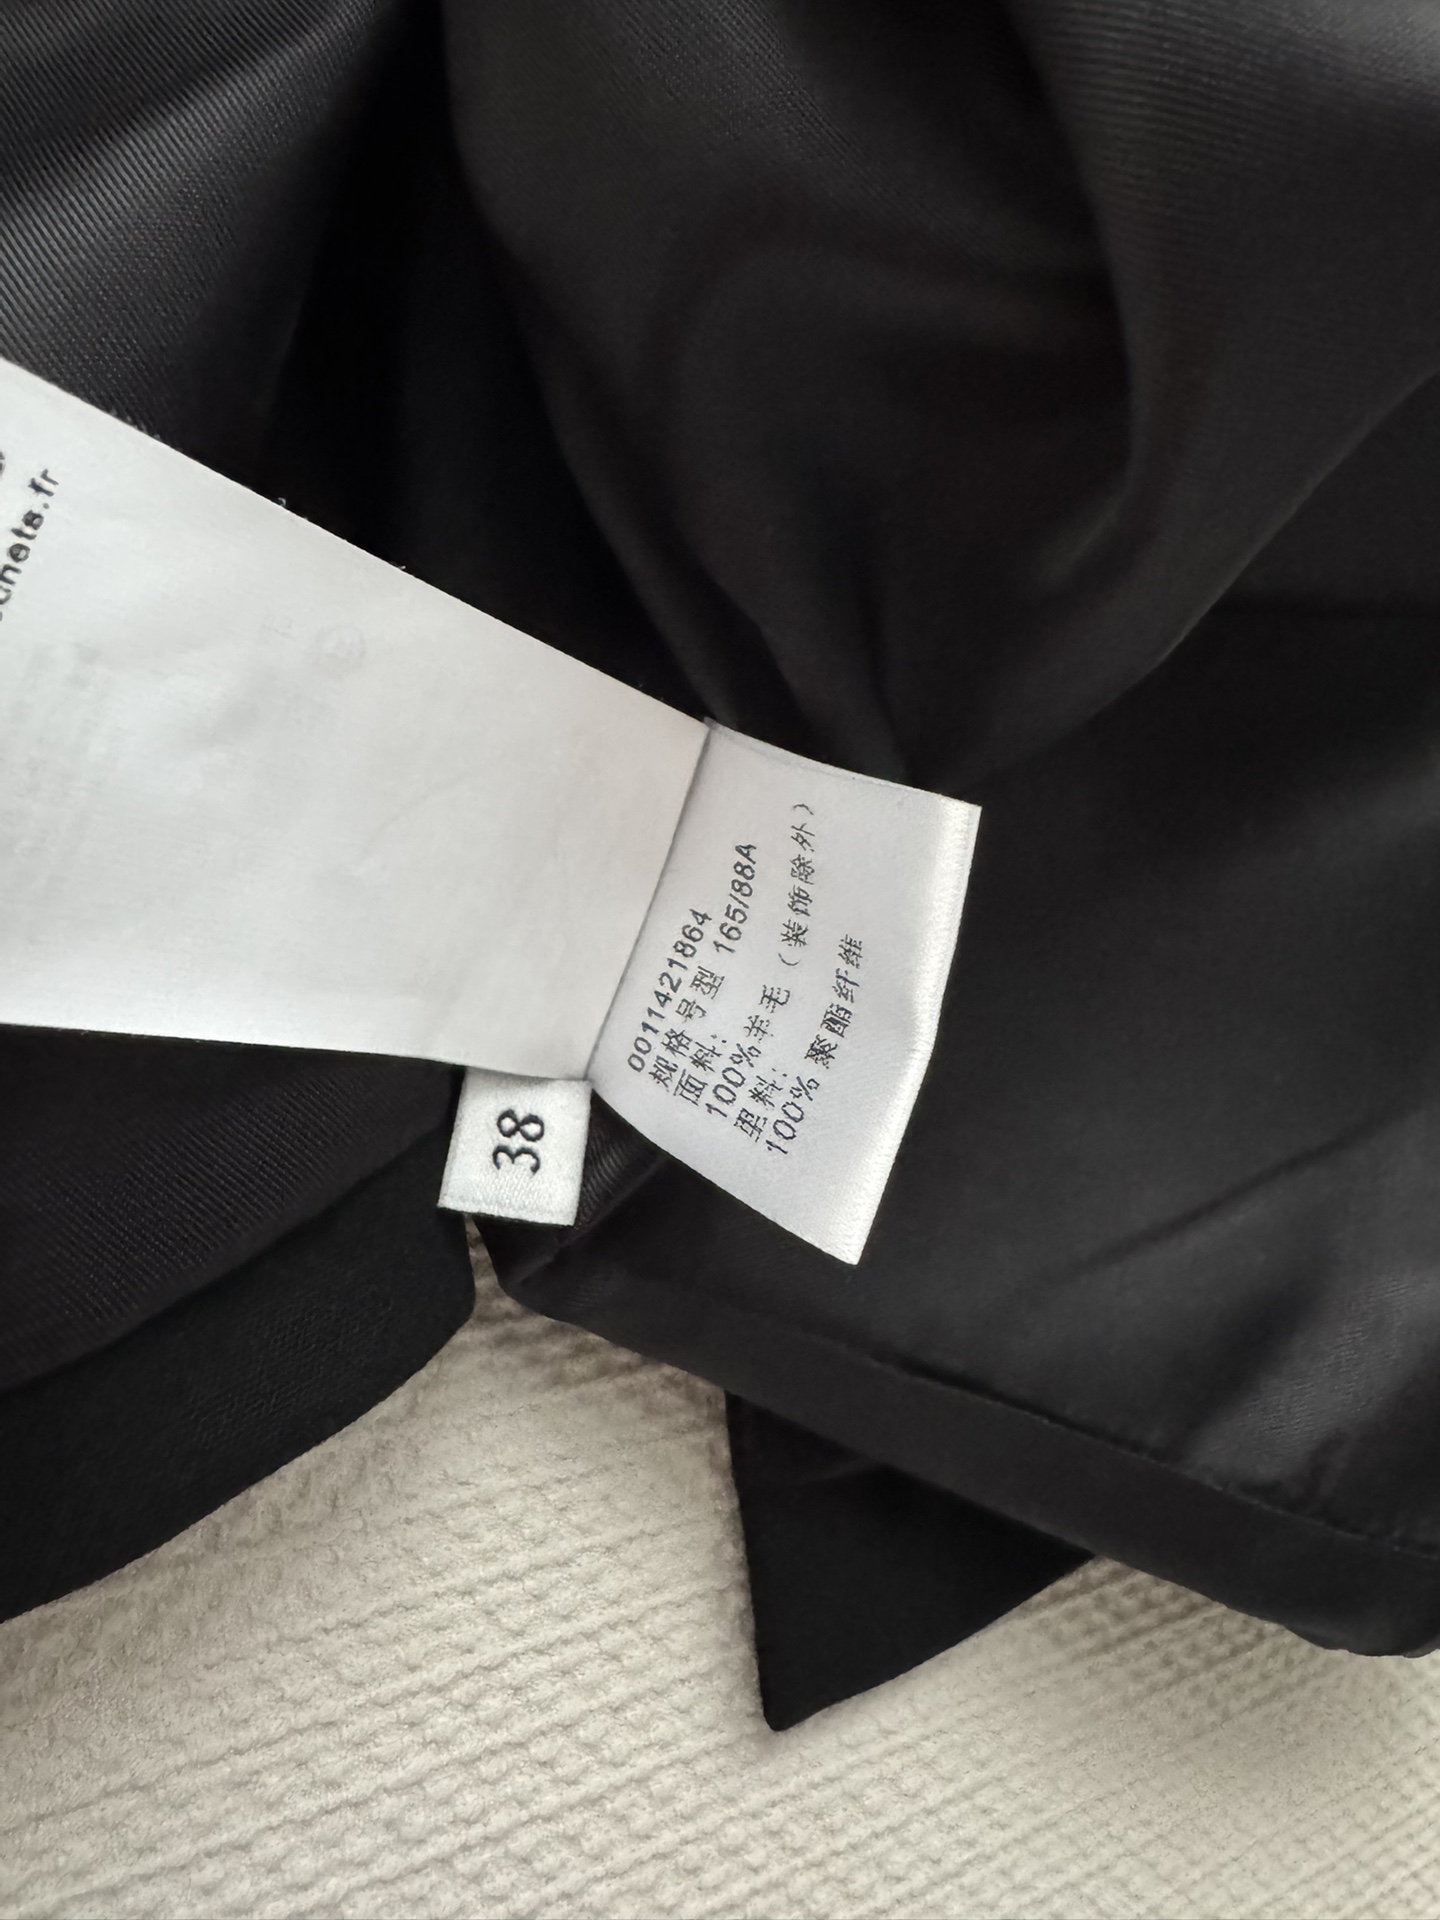 38
0011421864
规格号型 165/88A
面料:
100%羊毛（装饰除外）
里料:
100% 聚酯纤维